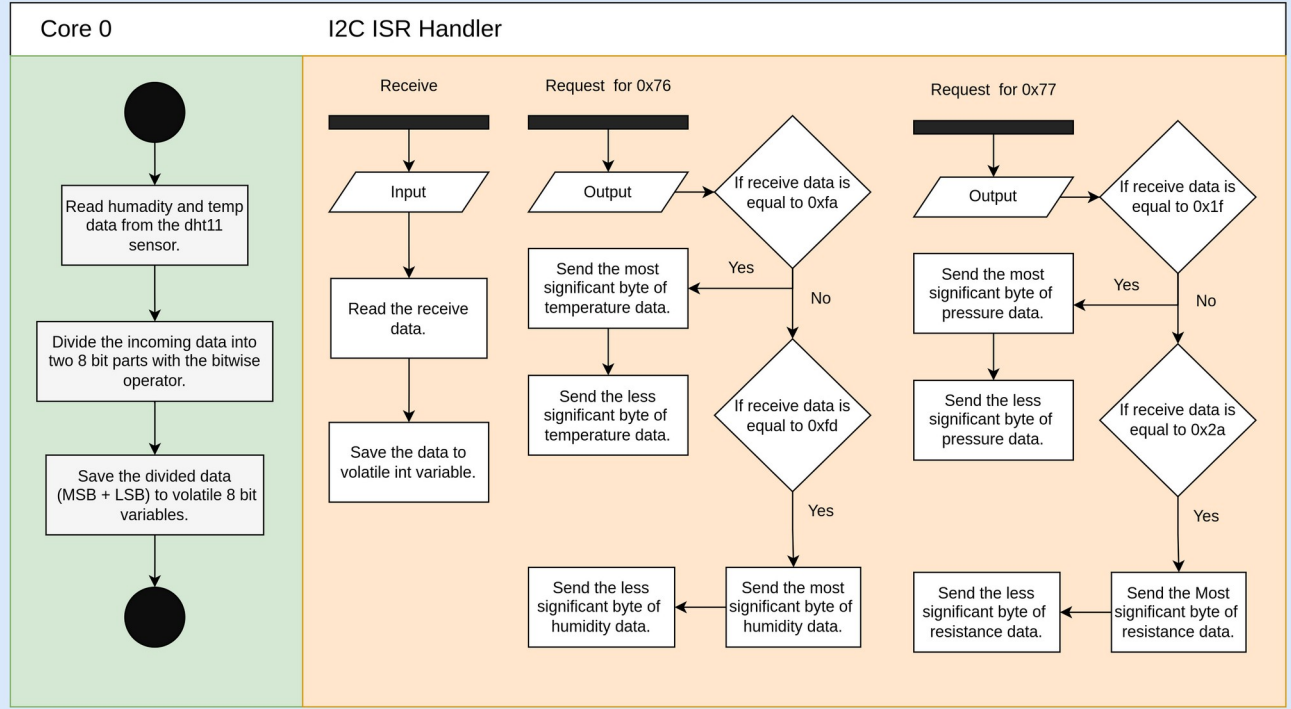 Core 0
I2C ISR Handler
Read humadity and temp
data from the dht11
sensor.
Divide the incoming data into
two 8 bit parts with the bitwise
operator.
Save the divided data
(MSB + LSB) to volatile 8 bit
variables.
Receive
Input
Read the receive
data.
Save the data to
volatile int variable.
Request  for 0x76
Output
If receive data is
equal to 0xfa
Yes
No
Send the most
significant byte of
temperature data.
Send the less
significant byte of
temperature data.
If receive data is
equal to 0xfd
Yes
Send the most
significant byte of
humidity data.
Send the less
significant byte of
humidity data.
Request  for 0x77
Output
If receive data is
equal to 0x1f
Yes
No
Send the most
significant byte of
pressure data.
Send the less
significant byte of
pressure data.
If receive data is
equal to 0x2a
Yes
Send the Most
significant byte of
resistance data.
Send the less
significant byte of
resistance data.